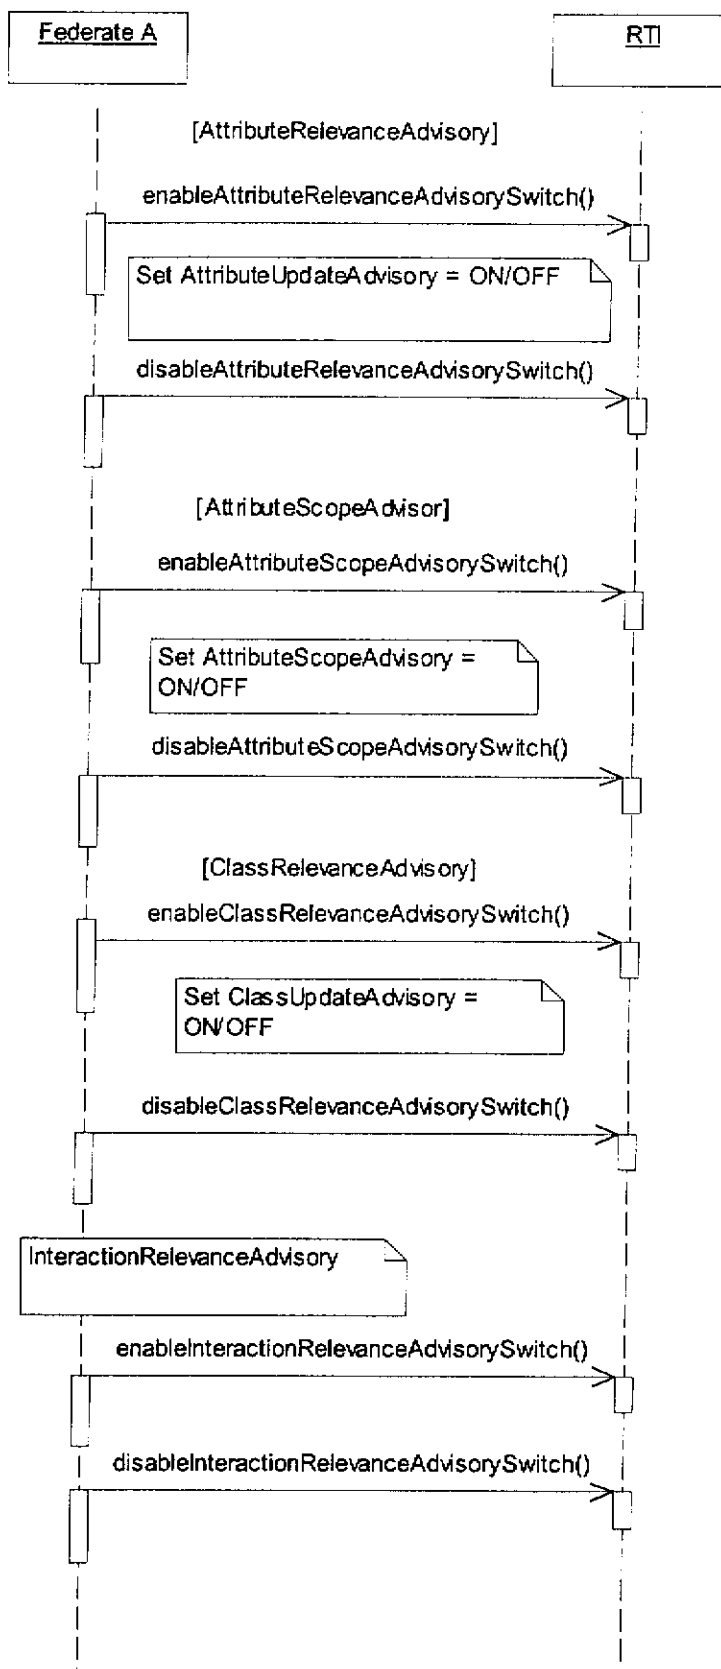 Federate A
RTI
[AttributeRelevanceAdvisory]
enableAttributeRelevanceAdvisorySwitch()
Set AttributeUpdateAdvisory = ON/OFF
disableAttributeRelevanceAdvisorySwitch()
[AttributeScopeAdvisor]
enableAttributeScopeAdvisorySwitch()
Set AttributeScopeAdvisory =
ON/OFF
disableAttributeScopeAdvisorySwitch()
[ClassRelevanceAdvisory]
enableClassRelevanceAdvisorySwitch()
Set ClassUpdateAdvisory =
ON/OFF
disableClassRelevanceAdvisorySwitch()
InteractionRelevanceAdvisory
enableInteractionRelevanceAdvisorySwitch()
disableInteractionRelevanceAdvisorySwitch()